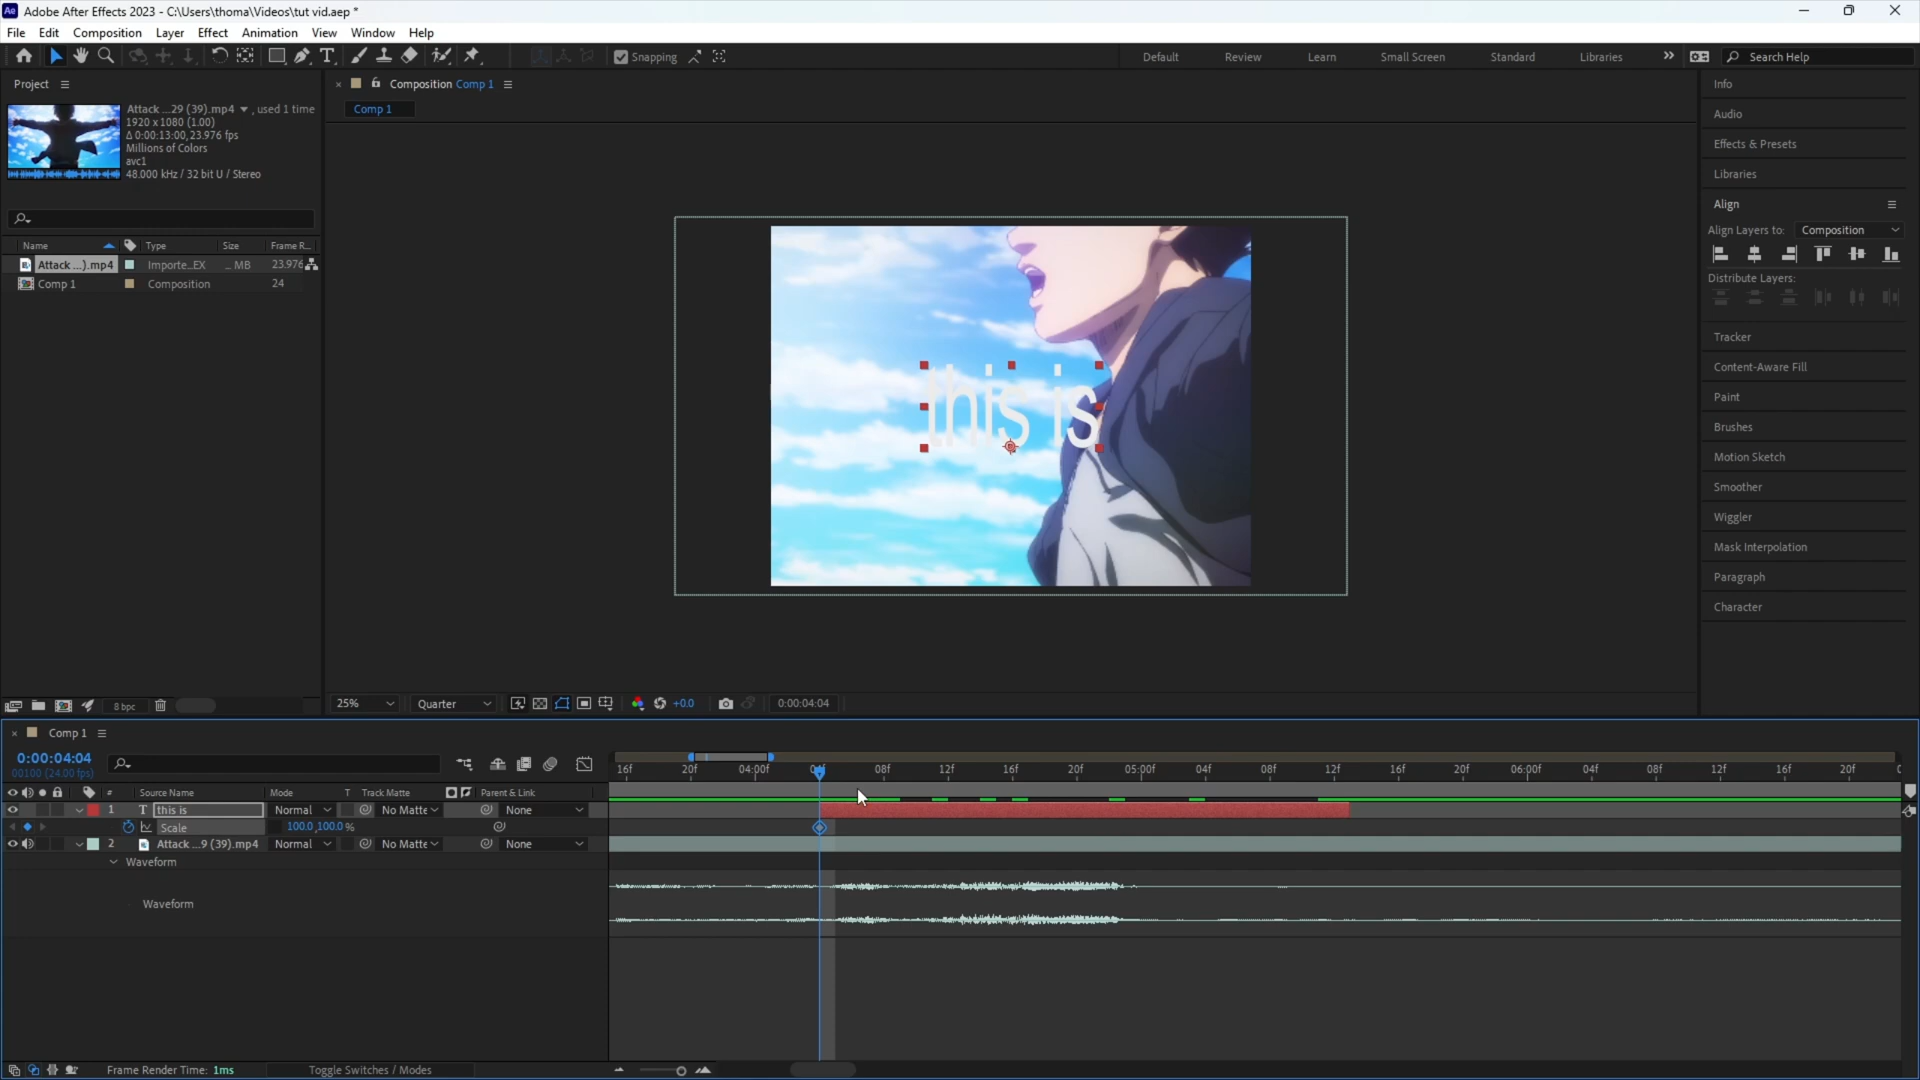 Ae Adobe After Effects 2023 - C:\Users\thoma\Videos\tut vid.aep *
File Edit Composition Layer Effect Animation View Window Help
Snapping Default Review Learn Small Screen Standard Libraries Search Help
Project
Attack ...29 (39).mp4 , used 1 time
1920 x 1080 (1.00)
Δ 0:00:13:00, 23.976 fps
Millions of Colors
avc1
48.000 kHz / 32 bit U / Stereo
Name Type Size Frame R...
Attack ...).mp4 Importe...EX ... MB 23.976
Comp 1 Composition 24
8 bpc
Composition Comp 1
Comp 1
this is
25% Quarter +0.0 0:00:04:04
Info
Audio
Effects & Presets
Libraries
Align
Align Layers to: Composition
Distribute Layers:
Tracker
Content-Aware Fill
Paint
Brushes
Motion Sketch
Smoother
Wiggler
Mask Interpolation
Paragraph
Character
Comp 1
0:00:04:04
00100 (24.00 fps)
16f 20f 04:00f 08f 12f 16f 20f 05:00f 04f 08f 12f 16f 20f 06:00f 04f 08f 12f 16f 20f
# Source Name Mode T Track Matte Parent & Link
1 T this is Normal No Matte None
Scale 100.0,100.0 %
2 Attack ...9 (39).mp4 Normal No Matte None
Waveform
Waveform
Frame Render Time: 1ms Toggle Switches / Modes